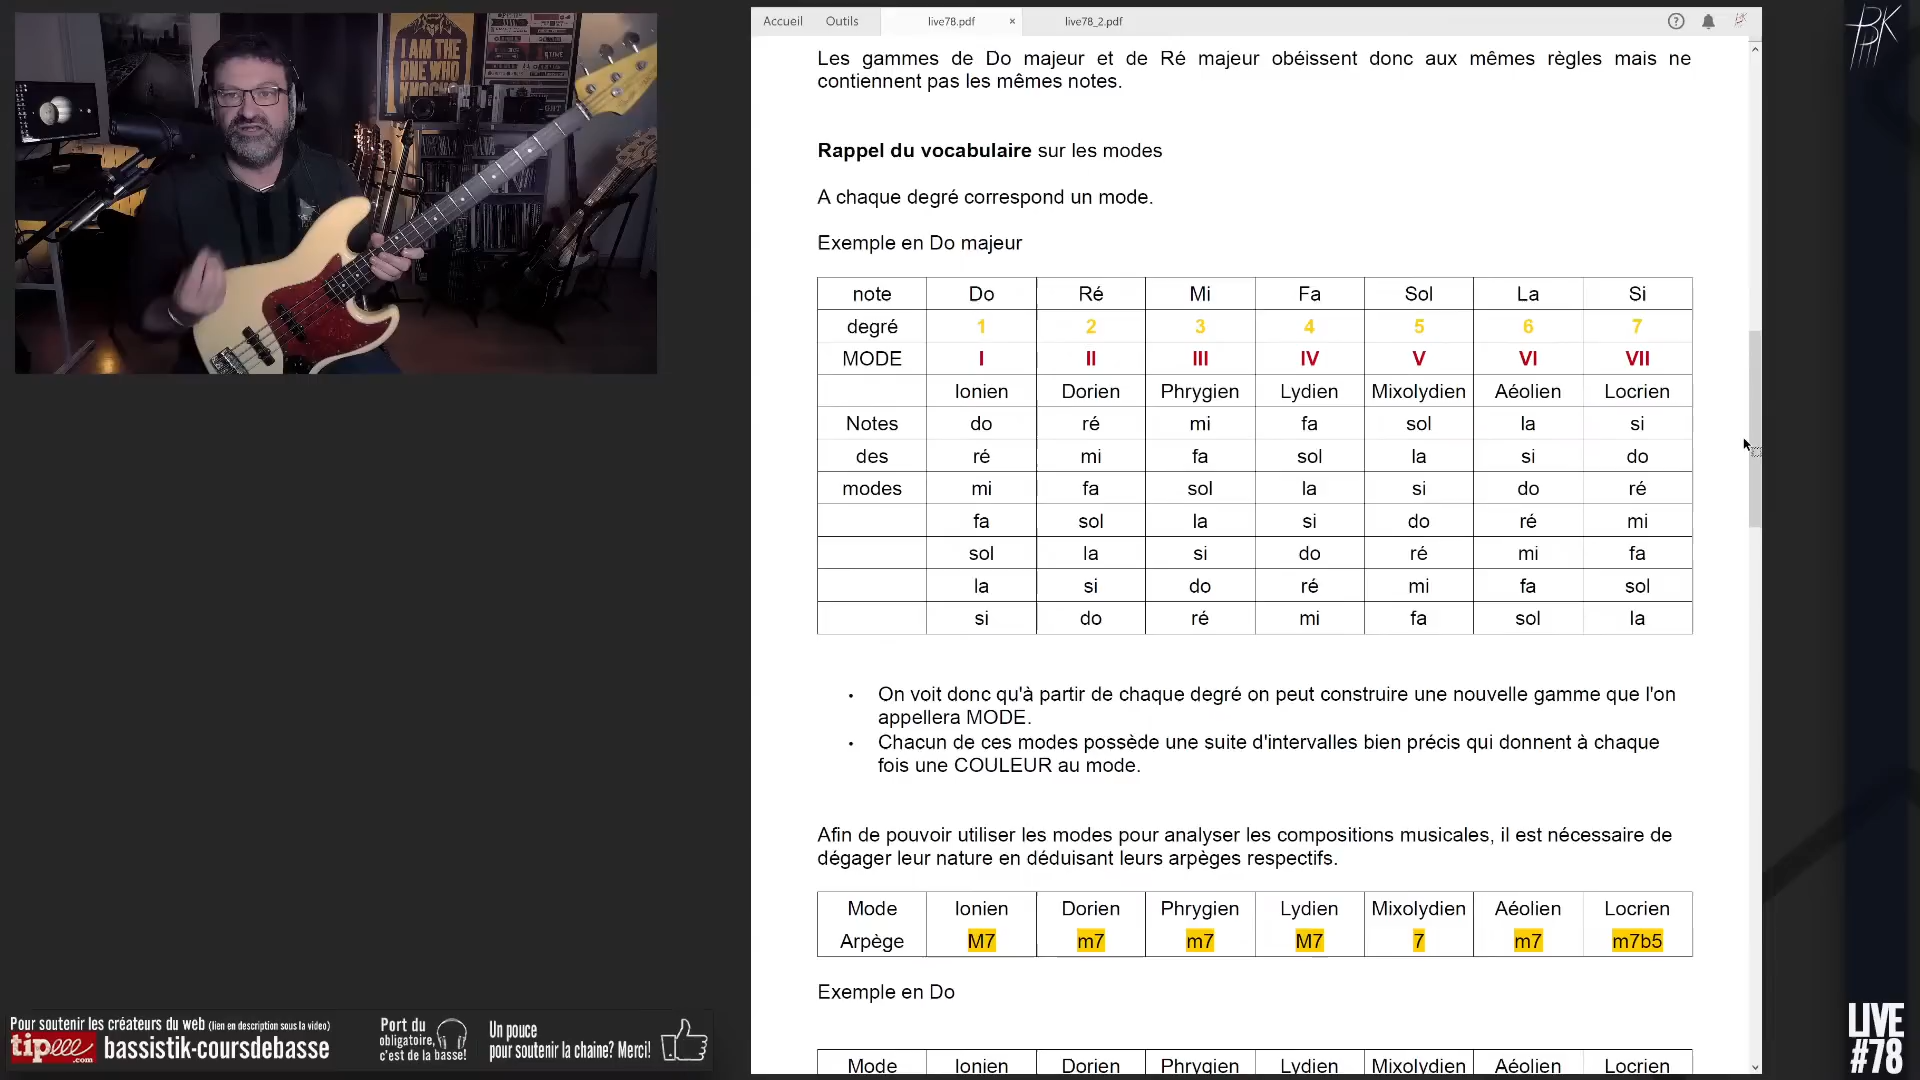 I AM THE
ONE WHO
KNOCKS
Accueil Outils live78.pdf × live78_2.pdf
Les gammes de Do majeur et de Ré majeur obéissent donc aux mêmes règles mais ne
contiennent pas les mêmes notes.
Rappel du vocabulaire sur les modes
A chaque degré correspond un mode.
Exemple en Do majeur
note Do Ré Mi Fa Sol La Si
degré 1 2 3 4 5 6 7
MODE I II III IV V VI VII
Ionien Dorien Phrygien Lydien Mixolydien Aéolien Locrien
Notes do ré mi fa sol la si
des ré mi fa sol la si do
modes mi fa sol la si do ré
fa sol la si do ré mi
sol la si do ré mi fa
la si do ré mi fa sol
si do ré mi fa sol la
• On voit donc qu'à partir de chaque degré on peut construire une nouvelle gamme que l'on
appellera MODE.
• Chacun de ces modes possède une suite d'intervalles bien précis qui donnent à chaque
fois une COULEUR au mode.
Afin de pouvoir utiliser les modes pour analyser les compositions musicales, il est nécessaire de
dégager leur nature en déduisant leurs arpèges respectifs.
Mode Ionien Dorien Phrygien Lydien Mixolydien Aéolien Locrien
Arpège M7 m7 m7 M7 7 m7 m7b5
Exemple en Do
Mode Ionien Dorien Phrygien Lydien Mixolydien Aéolien Locrien
Pour soutenir les créateurs du web (lien en description sous la video)
tipeee.com bassistik-coursdebasse
Port du
obligatoire,
c'est de la basse!
Un pouce
pour soutenir la chaine? Merci!
LIVE
#78